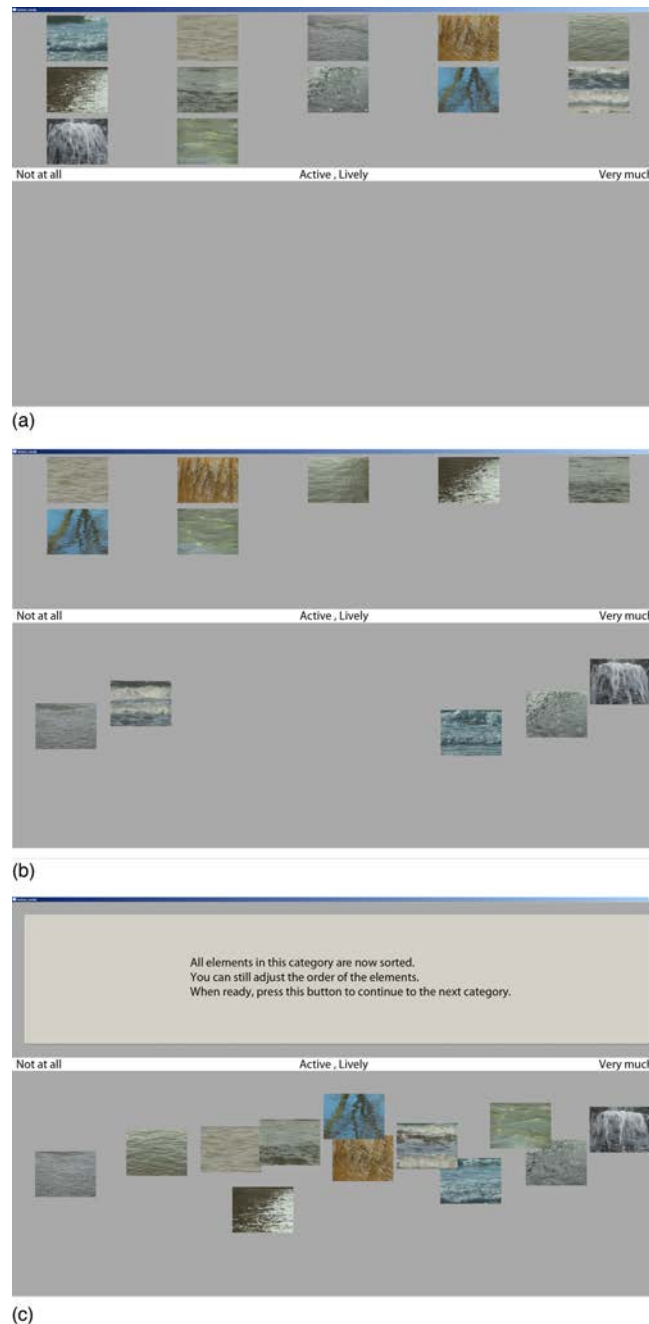 Not at all Active , Lively Very much
(a)
Not at all Active , Lively Very much
(b)
All elements in this category are now sorted.
You can still adjust the order of the elements.
When ready, press this button to continue to the next category.
Not at all Active , Lively Very much
(c)